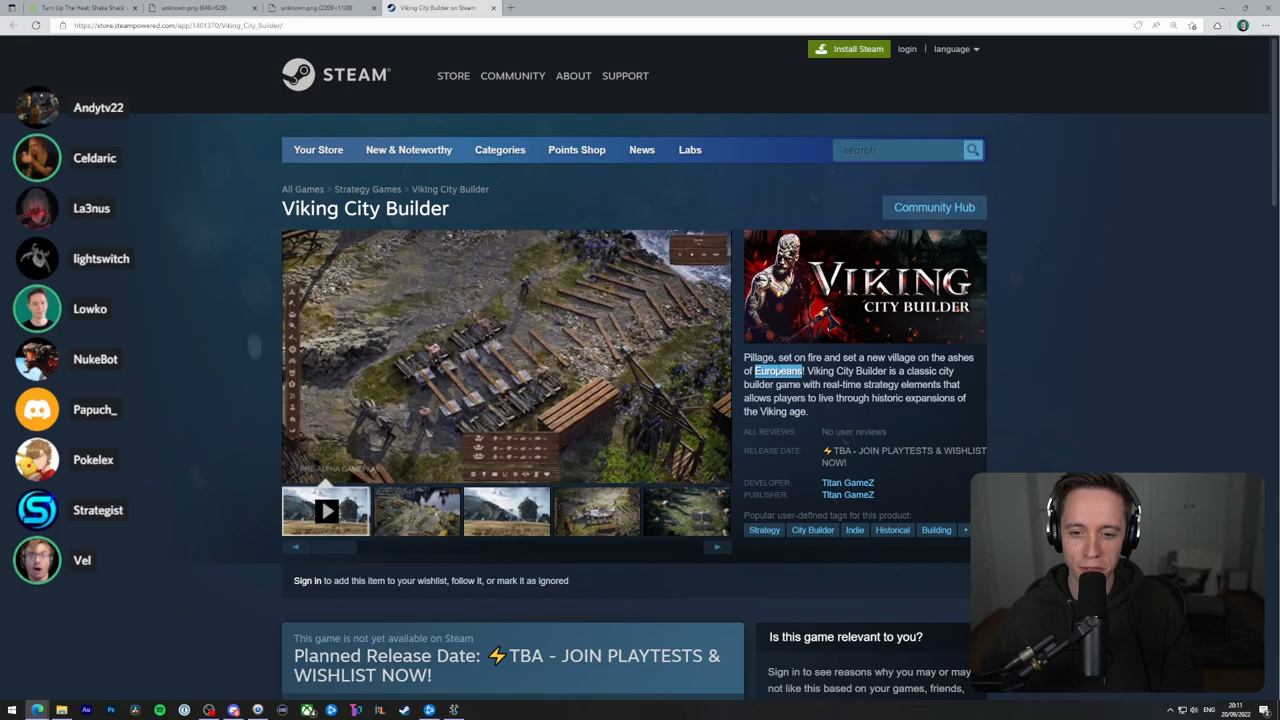 Turn Up The Heat: Shake Shack
unknown.png (640×629)
unknown.png (2209×1108)
Viking City Builder on Steam
https://store.steampowered.com/app/1401370/Viking_City_Builder/
Install Steam
login | language
STEAM
STORE COMMUNITY ABOUT SUPPORT
Your Store New & Noteworthy Categories Points Shop News Labs
search
All Games > Strategy Games > Viking City Builder
Viking City Builder
Community Hub
VIKING
CITY BUILDER
Pillage, set on fire and set a new village on the ashes
of Europeans! Viking City Builder is a classic city
builder game with real-time strategy elements that
allows players to live through historic expansions of
the Viking age.
ALL REVIEWS: No user reviews
RELEASE DATE: ⚡TBA - JOIN PLAYTESTS & WISHLIST
NOW!
DEVELOPER: Titan GameZ
PUBLISHER: Titan GameZ
Popular user-defined tags for this product:
Strategy City Builder Indie Historical Building +
PRE-ALPHA GAMEPLAY
Sign in to add this item to your wishlist, follow it, or mark it as ignored
This game is not yet available on Steam
Planned Release Date: ⚡TBA - JOIN PLAYTESTS &
WISHLIST NOW!
Is this game relevant to you?
Sign in to see reasons why you may or may
not like this based on your games, friends,
Andytv22
Celdaric
La3nus
lightswitch
Lowko
NukeBot
Papuch_
Pokelex
Strategist
Vel
ENG
20:11
20/09/2022